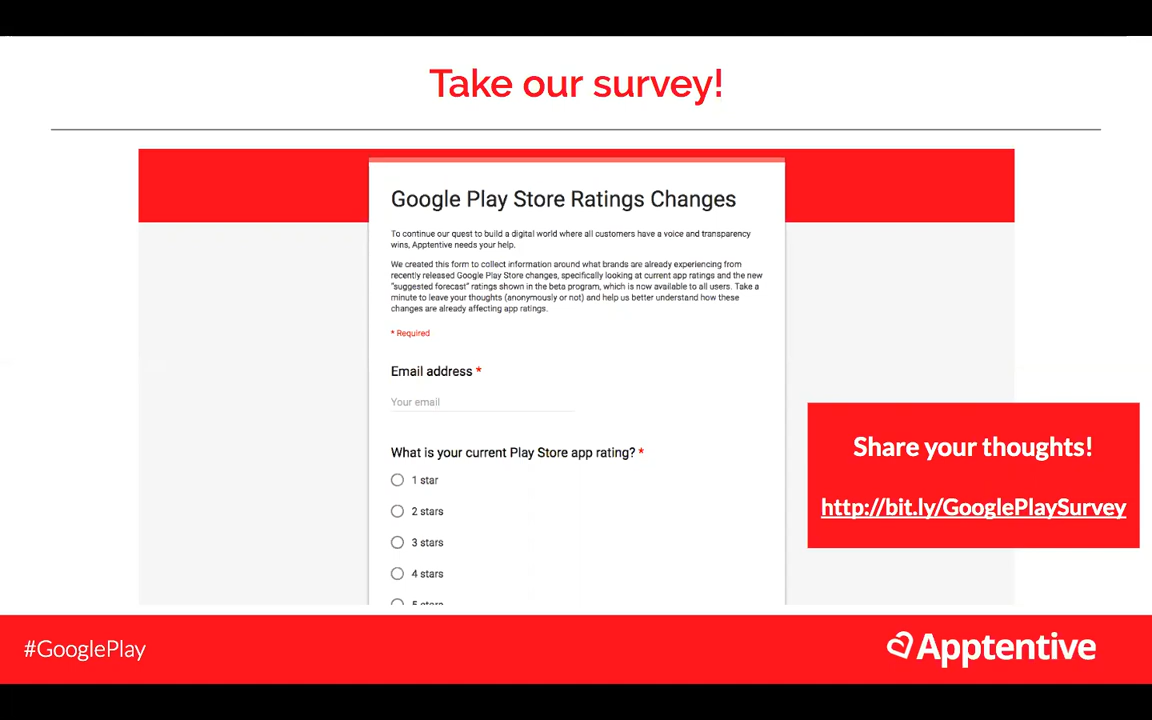 Take our survey!
Google Play Store Ratings Changes
To continue our quest to build a digital world where all customers have a voice and transparency
wins, Apptentive needs your help.
We created this form to collect information around what brands are already experiencing from
recently released Google Play Store changes, specifically looking at current app ratings and the new
"suggested forecast" ratings shown in the beta program, which is now available to all users. Take a
minute to leave your thoughts (anonymously or not) and help us better understand how these
changes are already affecting app ratings.
* Required
Email address *
Your email
What is your current Play Store app rating? *
1 star
2 stars
3 stars
4 stars
5 stars
Share your thoughts!
http://bit.ly/GooglePlaySurvey
#GooglePlay
Apptentive